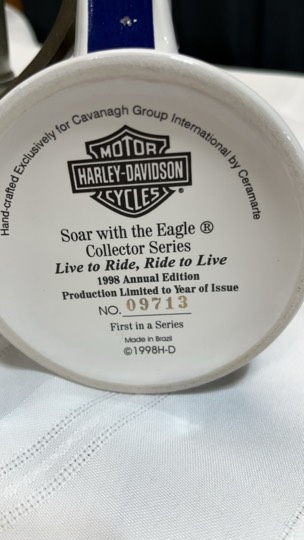 Hand-crafted Exclusively for Cavanagh Group International by Ceramarte
MOTOR
HARLEY-DAVIDSON
CYCLES ®
Soar with the Eagle ®
Collector Series
Live to Ride, Ride to Live
1998 Annual Edition
Production Limited to Year of Issue
NO. 09713
First in a Series
Made in Brazil
©1998H-D